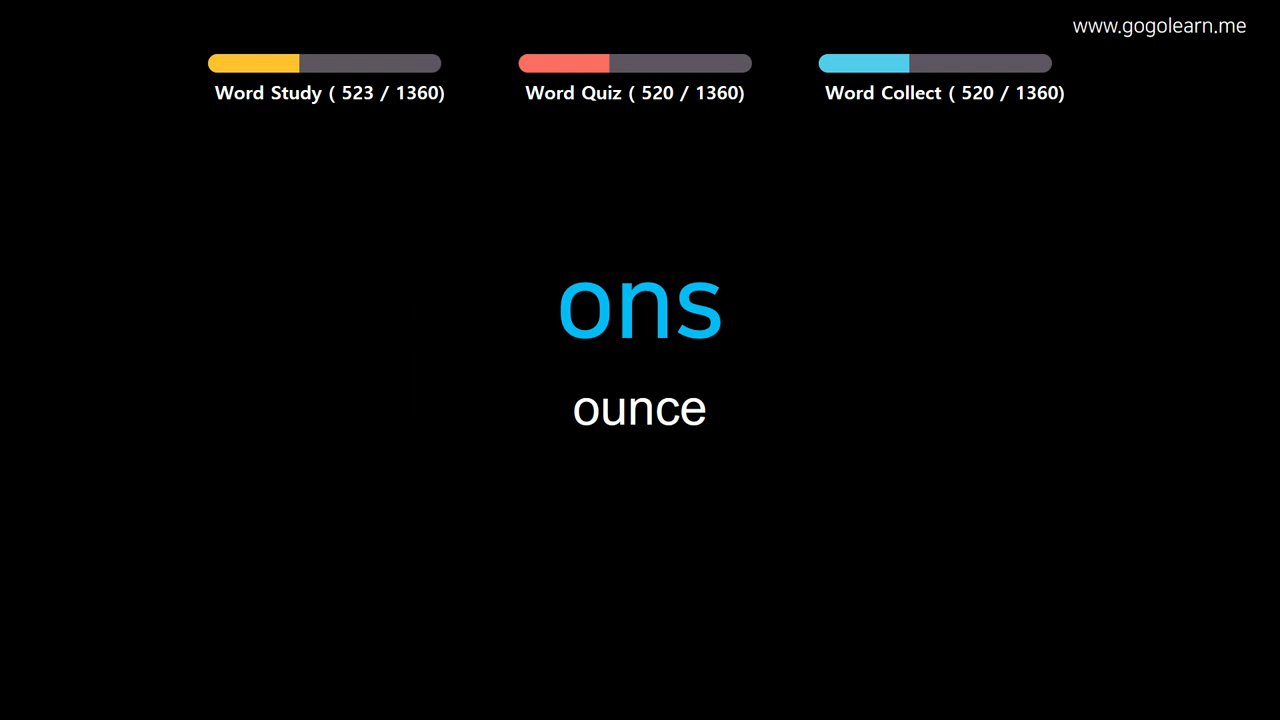 www.gogolearn.me
Word Study ( 523 / 1360)
Word Quiz ( 520 / 1360)
Word Collect ( 520 / 1360)
ons
ounce